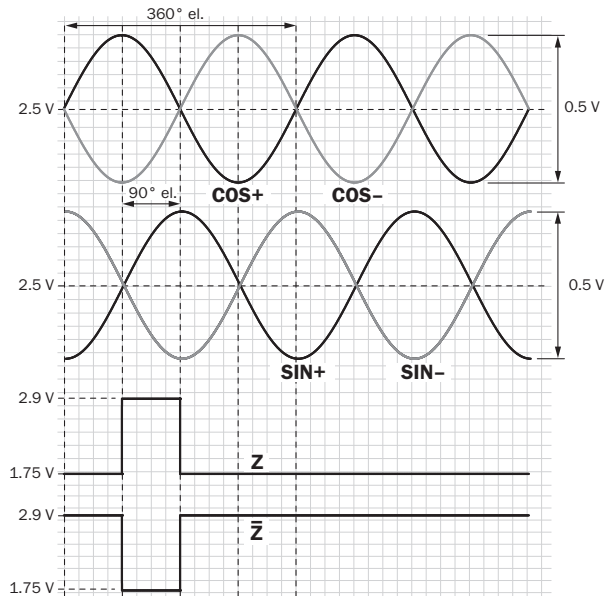 360° el.
2.5 V
0.5 V
90° el.
COS+
COS−
2.5 V
0.5 V
SIN+
SIN−
2.9 V
Z
1.75 V
2.9 V
Z̅
1.75 V